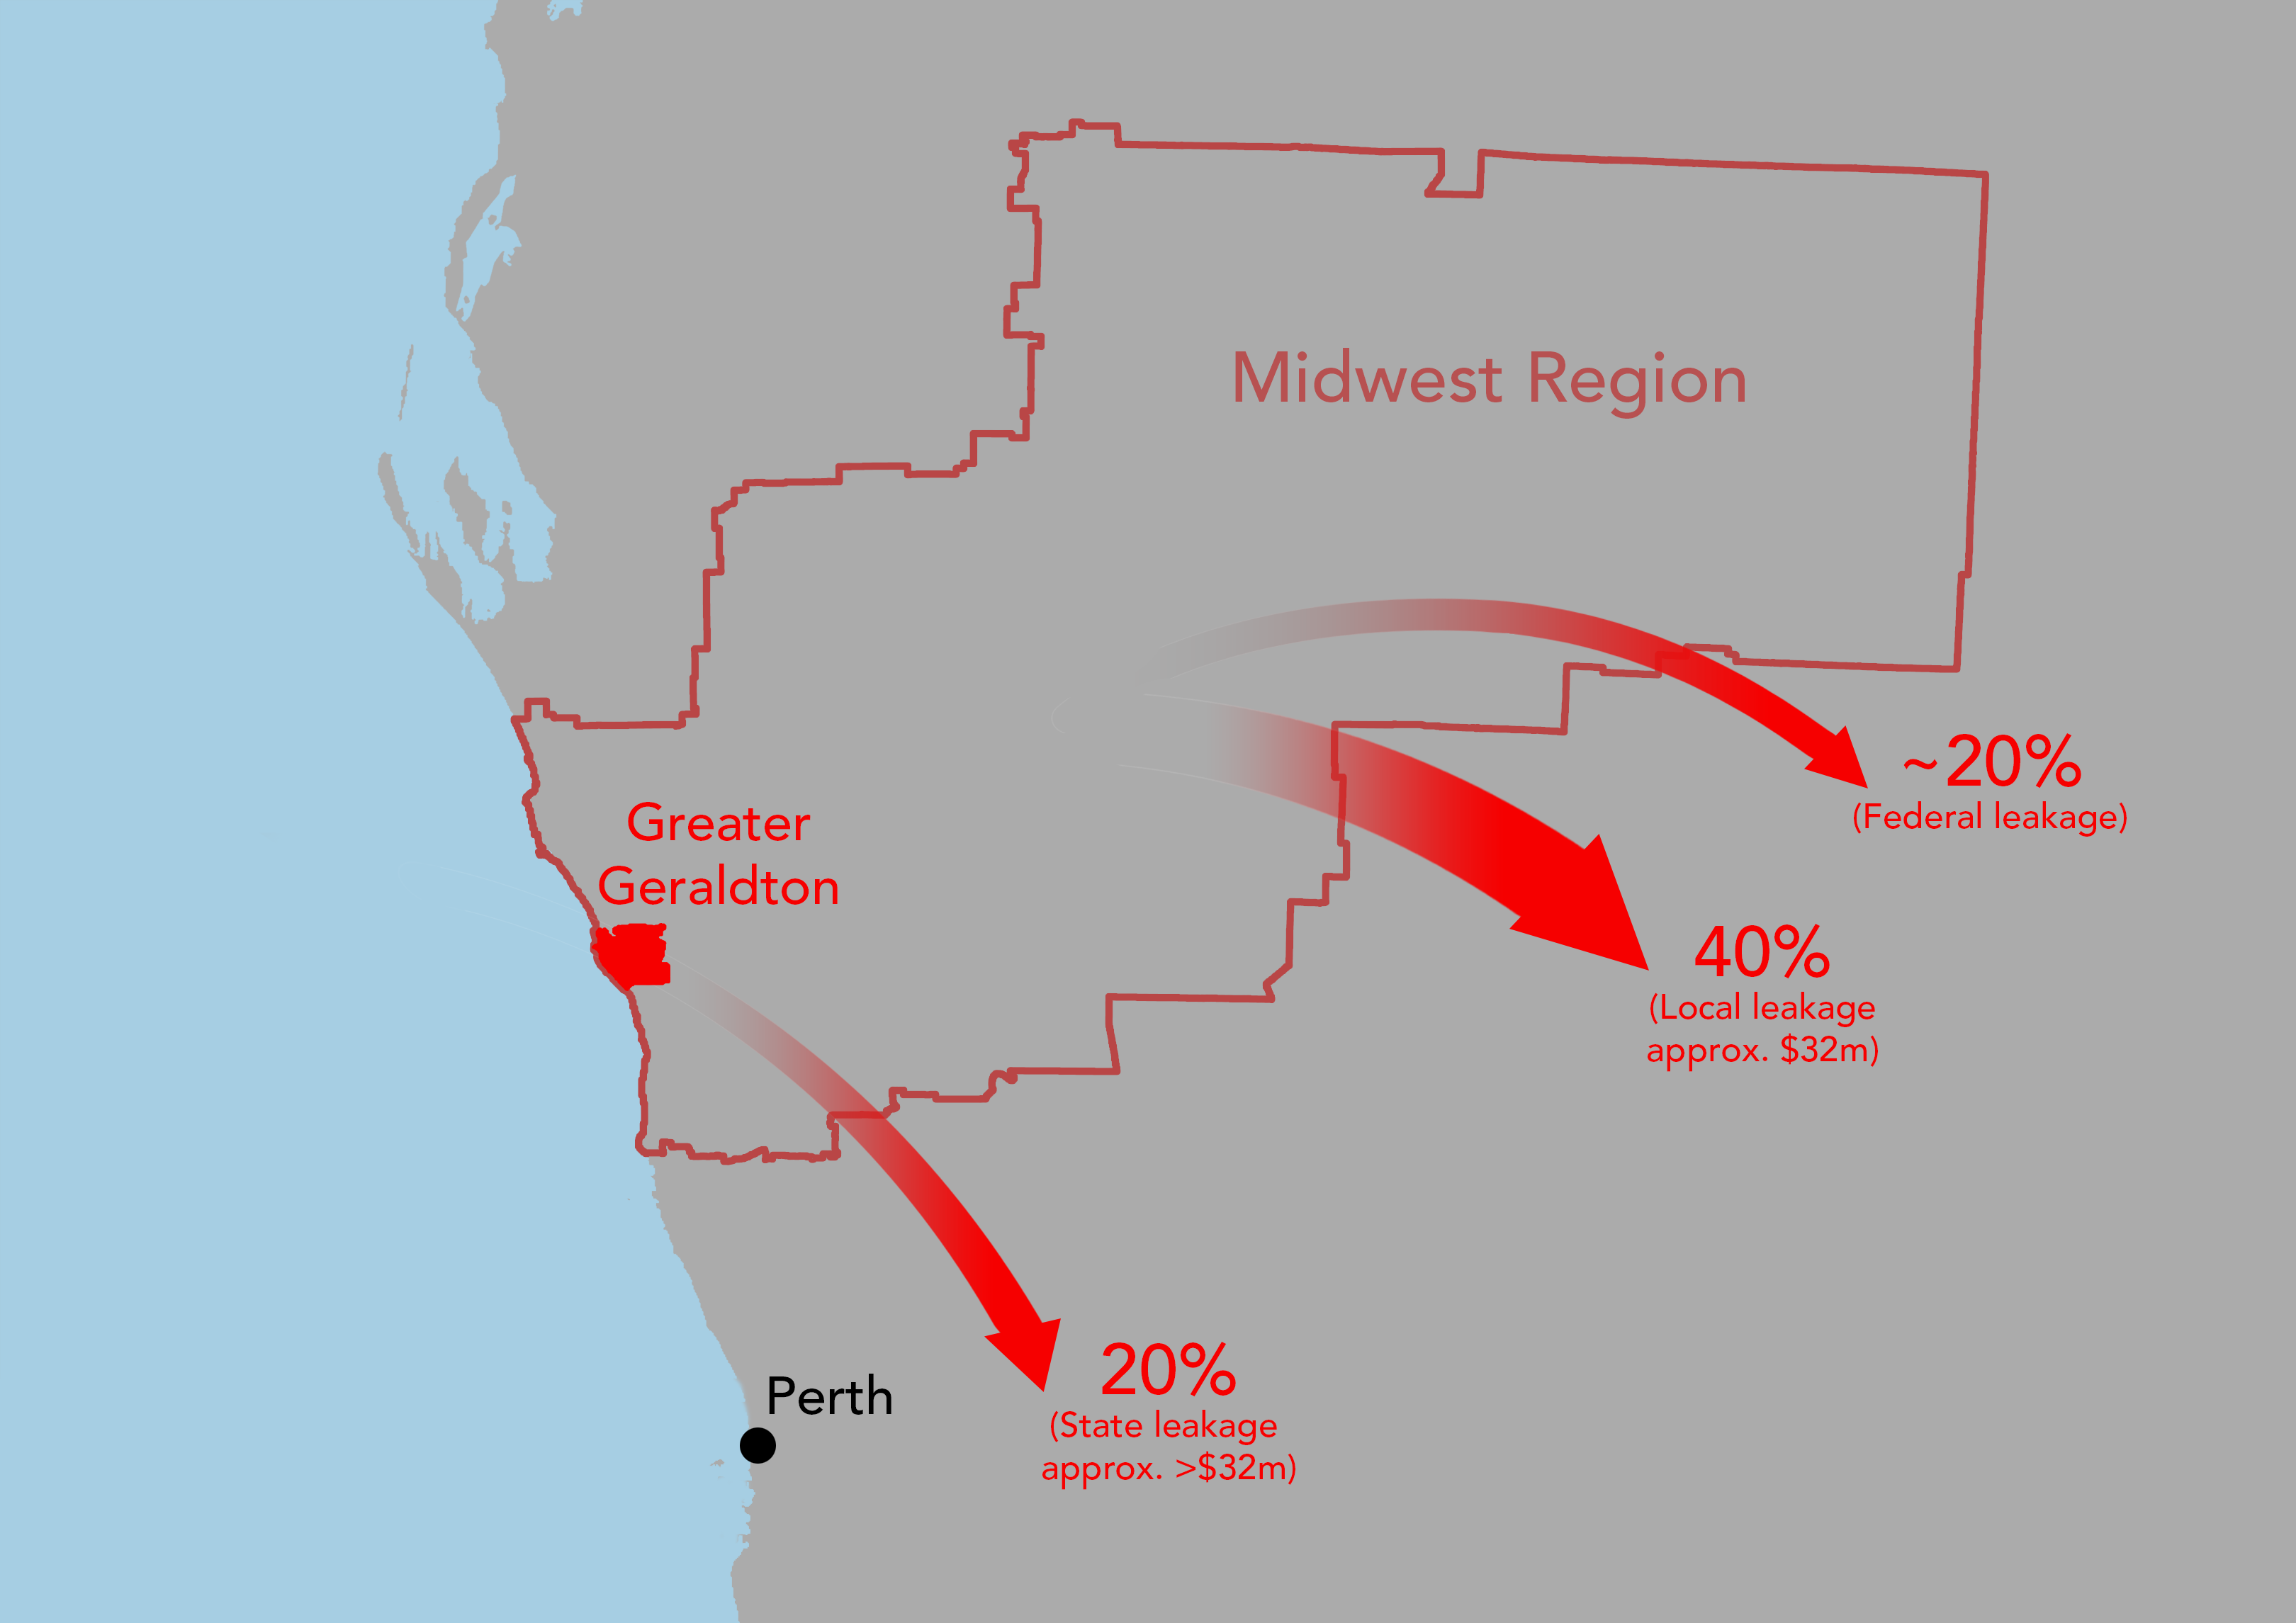 Midwest Region
~20%
(Federal leakage)
Greater
Geraldton
40%
(Local leakage
approx. $32m)
20%
(State leakage
approx. >$32m)
Perth